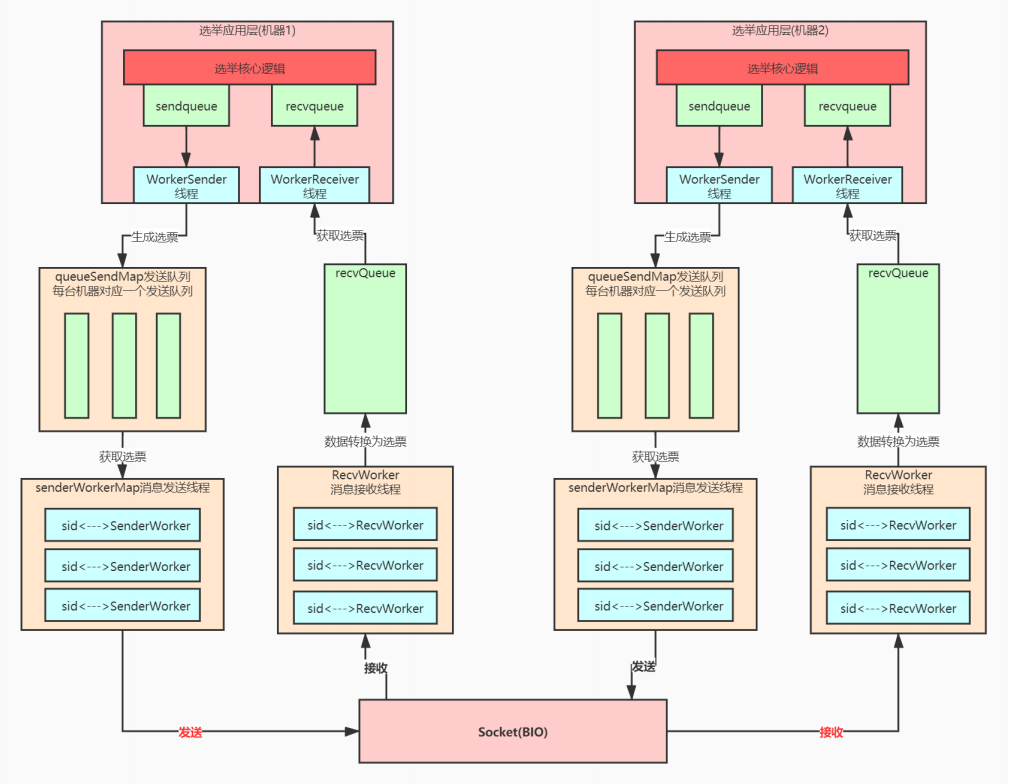 选举应用层(机器1)
选举核心逻辑
sendqueue
recvqueue
WorkerSender
线程
WorkerReceiver
线程
生成选票
获取选票
queueSendMap发送队列
每台机器对应一个发送队列
recvQueue
获取选票
数据转换为选票
senderWorkerMap消息发送线程
sid<--->SenderWorker
sid<--->SenderWorker
sid<--->SenderWorker
RecvWorker
消息接收线程
sid<--->RecvWorker
sid<--->RecvWorker
sid<--->RecvWorker
发送
接收
选举应用层(机器2)
选举核心逻辑
sendqueue
recvqueue
WorkerSender
线程
WorkerReceiver
线程
生成选票
获取选票
queueSendMap发送队列
每台机器对应一个发送队列
recvQueue
获取选票
数据转换为选票
senderWorkerMap消息发送线程
sid<--->SenderWorker
sid<--->SenderWorker
sid<--->SenderWorker
RecvWorker
消息接收线程
sid<--->RecvWorker
sid<--->RecvWorker
sid<--->RecvWorker
发送
接收
Socket(BIO)